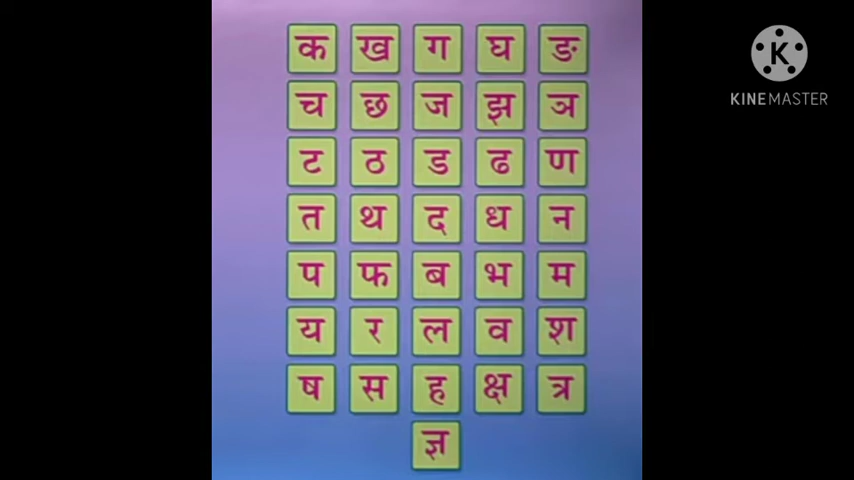 क ख ग घ ङ
च छ ज झ ञ
ट ठ ड ढ ण
त थ द ध न
प फ ब भ म
य र ल व श
ष स ह क्ष त्र
ज्ञ
K
KINEMASTER